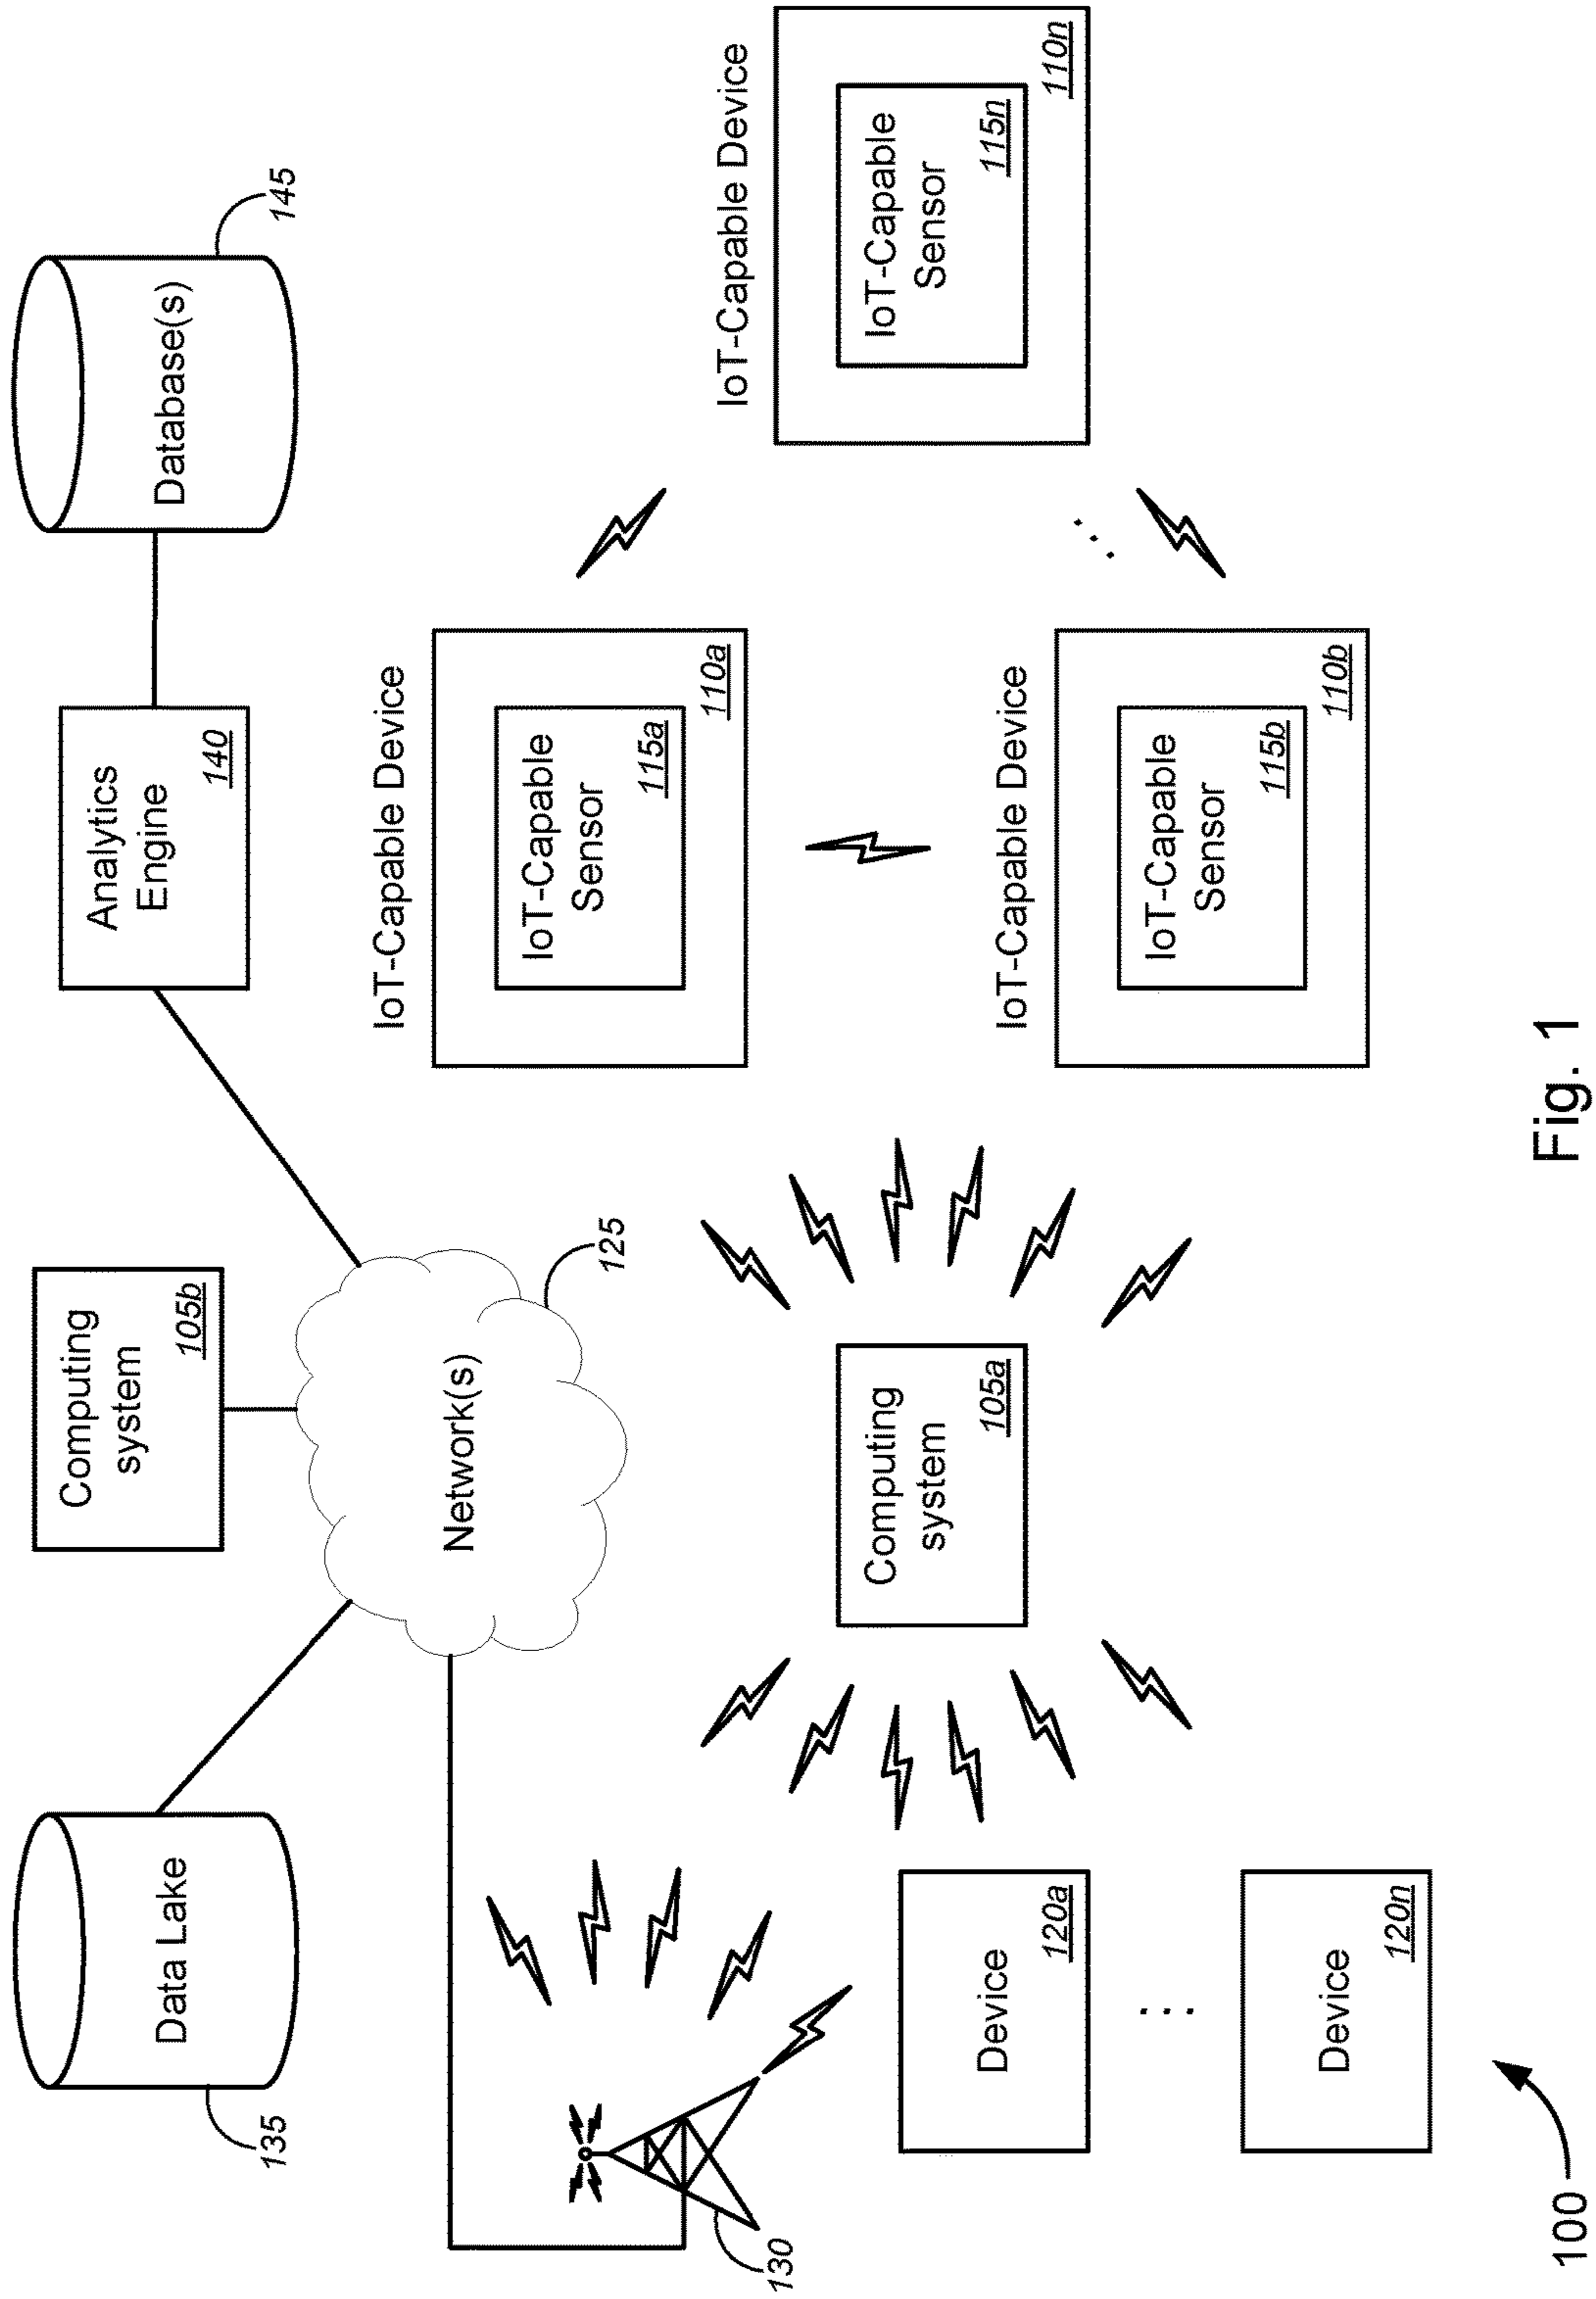 Data Lake
135
Computing
system
105b
Analytics
Engine
140
Database(s)
145
Network(s)
125
130
IoT-Capable Device
IoT-Capable
Sensor
115a
110a
IoT-Capable Device
IoT-Capable
Sensor
115n
110n
Computing
system
105a
Device
120a
. . .
Device
120n
IoT-Capable Device
IoT-Capable
Sensor
115b
110b
. . .
100
Fig. 1